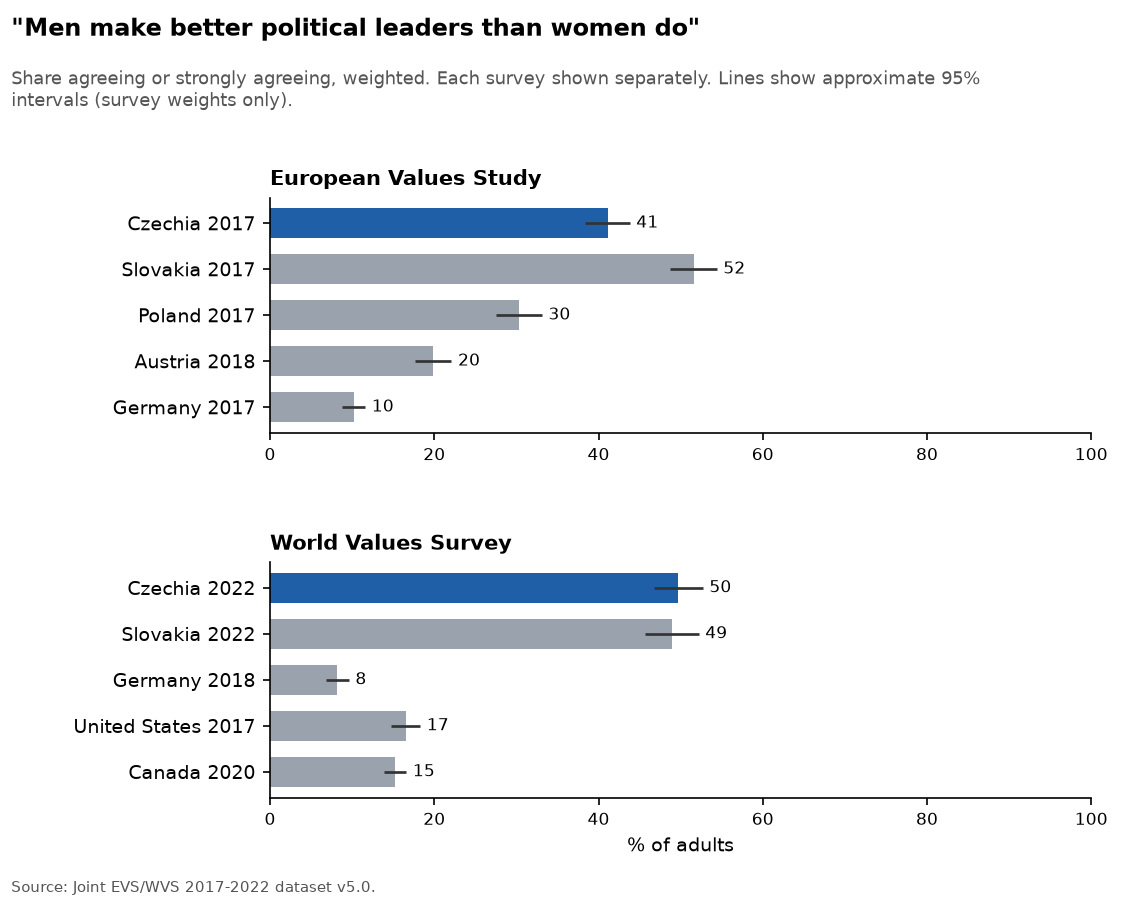 "Men make better political leaders than women do"
Share agreeing or strongly agreeing, weighted. Each survey shown separately. Lines show approximate 95%
intervals (survey weights only).
European Values Study
Czechia 2017 41
Slovakia 2017 52
Poland 2017 30
Austria 2018 20
Germany 2017 10
0 20 40 60 80 100
World Values Survey
Czechia 2022 50
Slovakia 2022 49
Germany 2018 8
United States 2017 17
Canada 2020 15
0 20 40 60 80 100
% of adults
Source: Joint EVS/WVS 2017-2022 dataset v5.0.